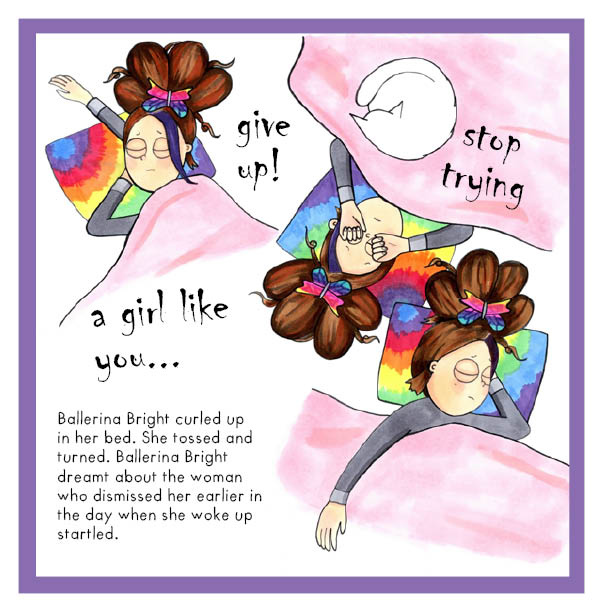 give
up!
stop
trying
a girl like
you...
Ballerina Bright curled up
in her bed. She tossed and
turned. Ballerina Bright
dreamt about the woman
who dismissed her earlier in
the day when she woke up
startled.